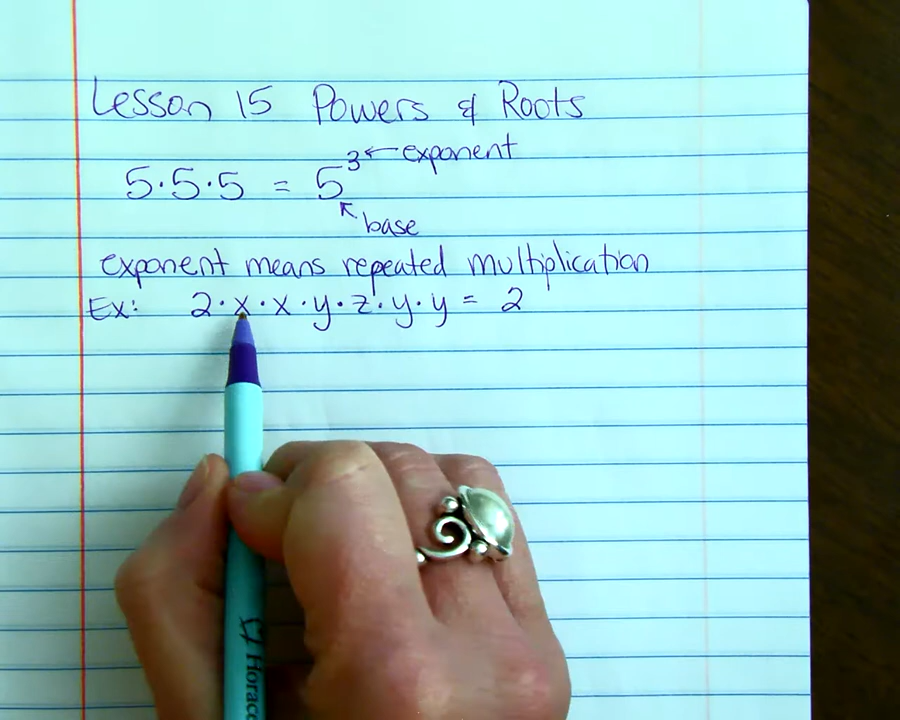 Lesson 15 Powers & Roots
5·5·5 = 5³ ← exponent
base
exponent means repeated multiplication
Ex: 2·x·x·y·z·y·y = 2